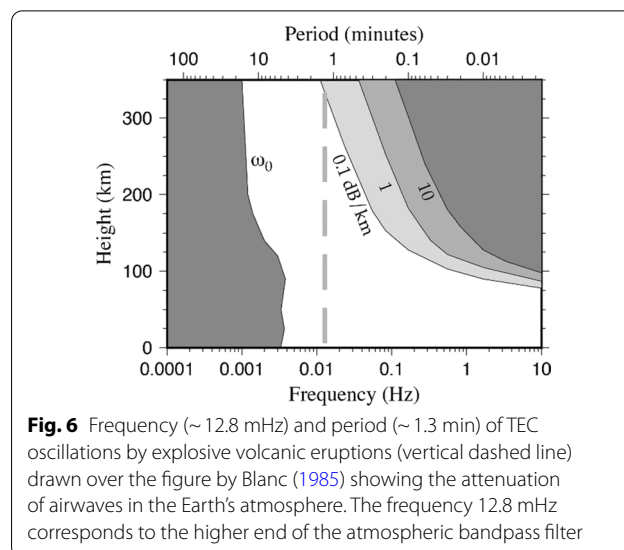 Period (minutes)
100 10 1 0.1 0.01
300
200
100
0
Height (km)
ω0
0.1 dB/km
1
10
0.0001 0.001 0.01 0.1 1 10
Frequency (Hz)
Fig. 6 Frequency (~ 12.8 mHz) and period (~ 1.3 min) of TEC
oscillations by explosive volcanic eruptions (vertical dashed line)
drawn over the figure by Blanc (1985) showing the attenuation
of airwaves in the Earth's atmosphere. The frequency 12.8 mHz
corresponds to the higher end of the atmospheric bandpass filter